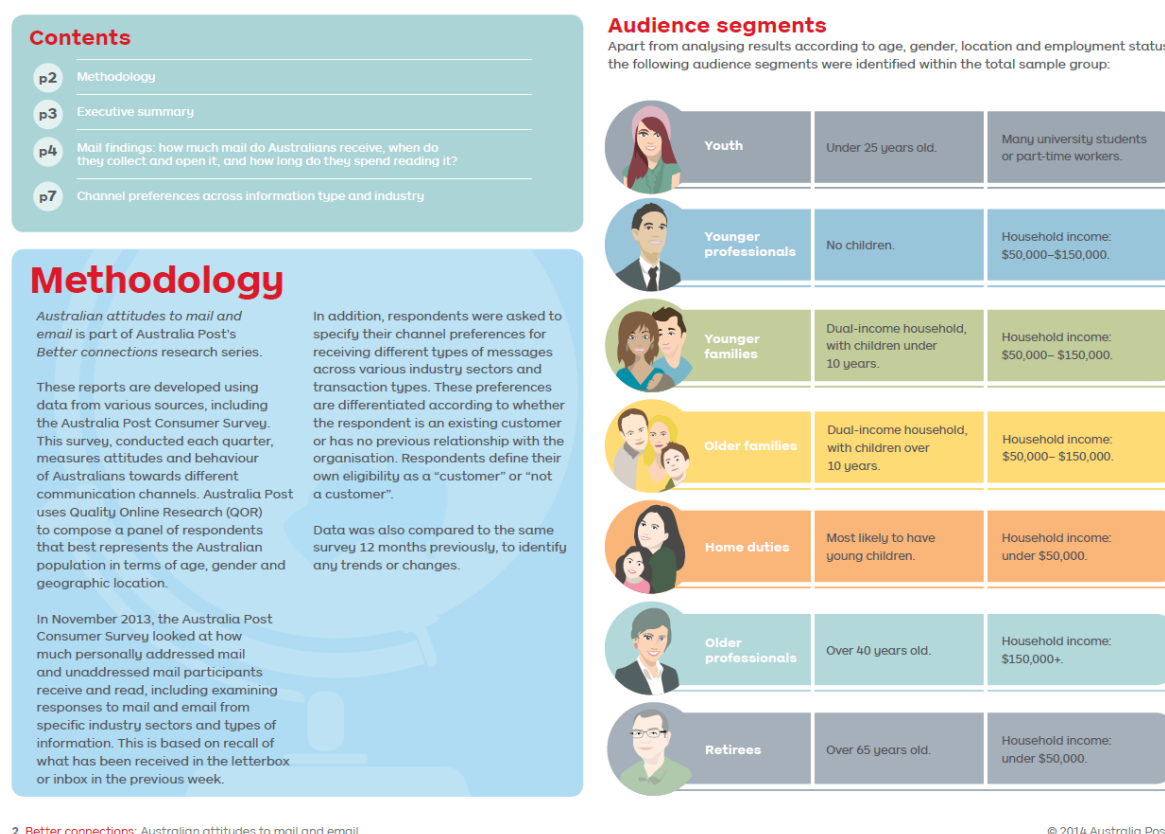 Contents
p2 Methodology
p3 Executive summary
p4 Mail findings: how much mail do Australians receive, when do
they collect and open it, and how long do they spend reading it?
p7 Channel preferences across information type and industry
Methodology
Australian attitudes to mail and
email is part of Australia Post's
Better connections research series.
These reports are developed using
data from various sources, including
the Australia Post Consumer Survey.
This survey, conducted each quarter,
measures attitudes and behaviour
of Australians towards different
communication channels. Australia Post
uses Quality Online Research (QOR)
to compose a panel of respondents
that best represents the Australian
population in terms of age, gender and
geographic location.
In November 2013, the Australia Post
Consumer Survey looked at how
much personally addressed mail
and unaddressed mail participants
receive and read, including examining
responses to mail and email from
specific industry sectors and types of
information. This is based on recall of
what has been received in the letterbox
or inbox in the previous week.
In addition, respondents were asked to
specify their channel preferences for
receiving different types of messages
across various industry sectors and
transaction types. These preferences
are differentiated according to whether
the respondent is an existing customer
or has no previous relationship with the
organisation. Respondents define their
own eligibility as a “customer” or “not
a customer”.
Data was also compared to the same
survey 12 months previously, to identify
any trends or changes.
Audience segments
Apart from analysing results according to age, gender, location and employment status
the following audience segments were identified within the total sample group:
Youth
Under 25 years old.
Many university students
or part-time workers.
Younger
professionals
No children.
Household income:
$50,000–$150,000.
Younger
families
Dual-income household,
with children under
10 years.
Household income:
$50,000– $150,000.
Older families
Dual-income household,
with children over
10 years.
Household income:
$50,000– $150,000.
Home duties
Most likely to have
young children.
Household income:
under $50,000.
Older
professionals
Over 40 years old.
Household income:
$150,000+.
Retirees
Over 65 years old.
Household income:
under $50,000.
2 Better connections: Australian attitudes to mail and email
© 2014 Australia Pos